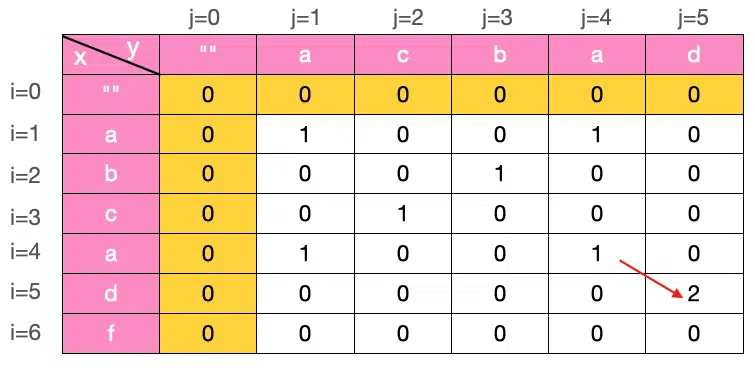 j=0 j=1 j=2 j=3 j=4 j=5
x y "" a c b a d
i=0 "" 0 0 0 0 0 0
i=1 a 0 1 0 0 1 0
i=2 b 0 0 0 1 0 0
i=3 c 0 0 1 0 0 0
i=4 a 0 1 0 0 1 0
i=5 d 0 0 0 0 0 2
i=6 f 0 0 0 0 0 0